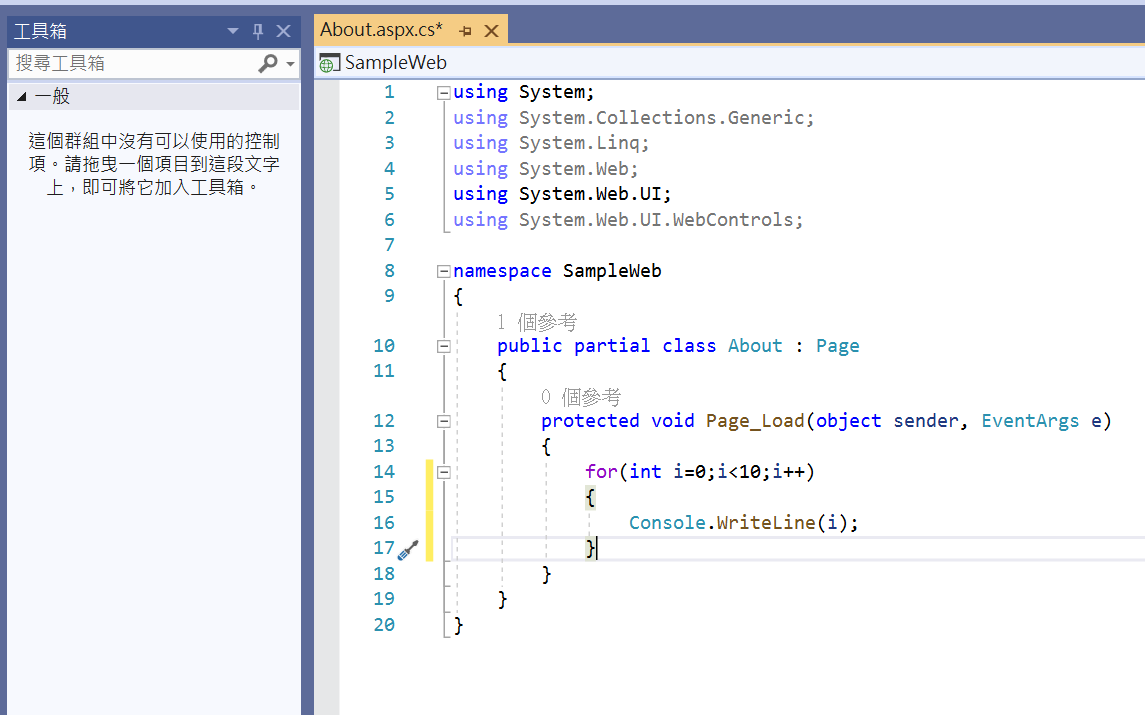 工具箱
搜尋工具箱
一般
這個群組中沒有可以使用的控制
項。請拖曳一個項目到這段文字
上，即可將它加入工具箱。
About.aspx.cs*
SampleWeb
1 using System;
2 using System.Collections.Generic;
3 using System.Linq;
4 using System.Web;
5 using System.Web.UI;
6 using System.Web.UI.WebControls;
7
8 namespace SampleWeb
9 {
1 個參考
10 public partial class About : Page
11 {
0 個參考
12 protected void Page_Load(object sender, EventArgs e)
13 {
14 for(int i=0;i<10;i++)
15 {
16 Console.WriteLine(i);
17 }
18 }
19 }
20 }